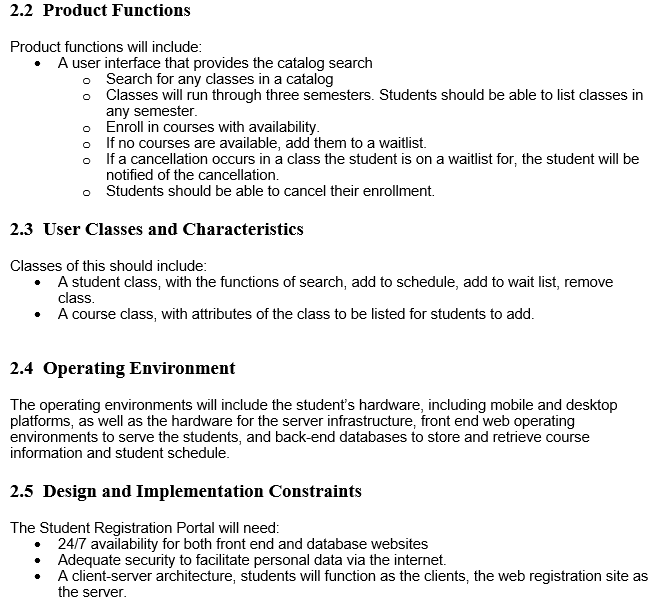 2.2 Product Functions
Product functions will include:
• A user interface that provides the catalog search
o Search for any classes in a catalog
o Classes will run through three semesters. Students should be able to list classes in
any semester.
o Enroll in courses with availability.
o If no courses are available, add them to a waitlist.
o If a cancellation occurs in a class the student is on a waitlist for, the student will be
notified of the cancellation.
o Students should be able to cancel their enrollment.
2.3 User Classes and Characteristics
Classes of this should include:
• A student class, with the functions of search, add to schedule, add to wait list, remove
class.
• A course class, with attributes of the class to be listed for students to add.
2.4 Operating Environment
The operating environments will include the student's hardware, including mobile and desktop
platforms, as well as the hardware for the server infrastructure, front end web operating
environments to serve the students, and back-end databases to store and retrieve course
information and student schedule.
2.5 Design and Implementation Constraints
The Student Registration Portal will need:
• 24/7 availability for both front end and database websites
• Adequate security to facilitate personal data via the internet.
• A client-server architecture, students will function as the clients, the web registration site as
the server.